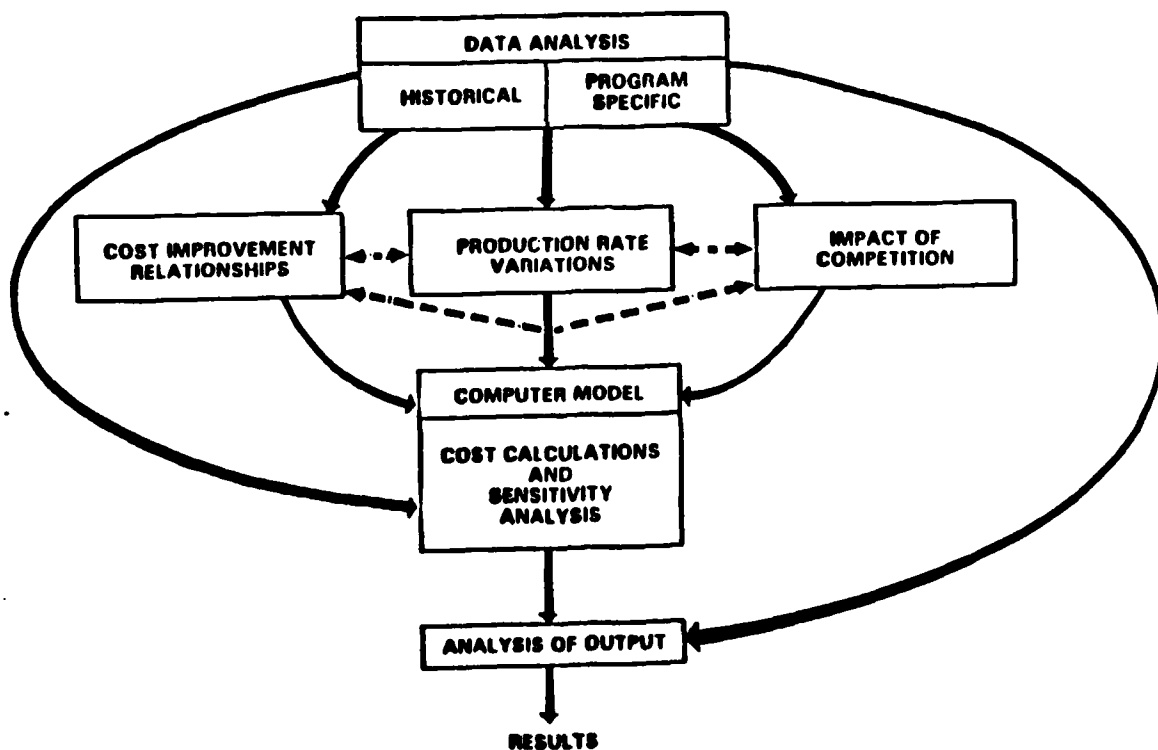 DATA ANALYSIS
HISTORICAL
PROGRAM
SPECIFIC
COST IMPROVEMENT
RELATIONSHIPS
PRODUCTION RATE
VARIATIONS
IMPACT OF
COMPETITION
COMPUTER MODEL
COST CALCULATIONS
AND
SENSITIVITY
ANALYSIS
ANALYSIS OF OUTPUT
RESULTS